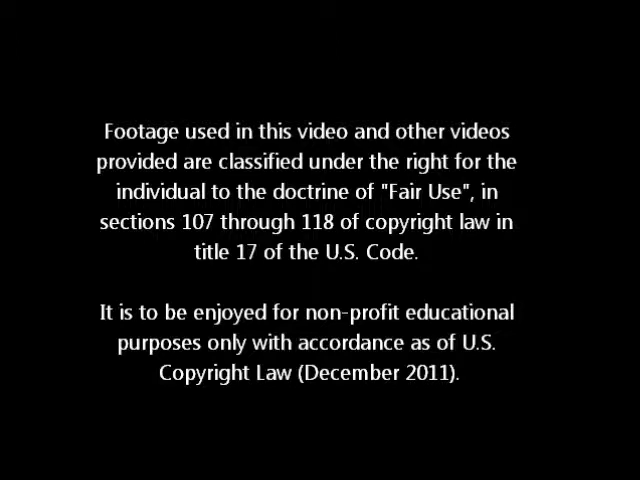 Footage used in this video and other videos
provided are classified under the right for the
individual to the doctrine of "Fair Use", in
sections 107 through 118 of copyright law in
title 17 of the U.S. Code.
It is to be enjoyed for non-profit educational
purposes only with accordance as of U.S.
Copyright Law (December 2011).